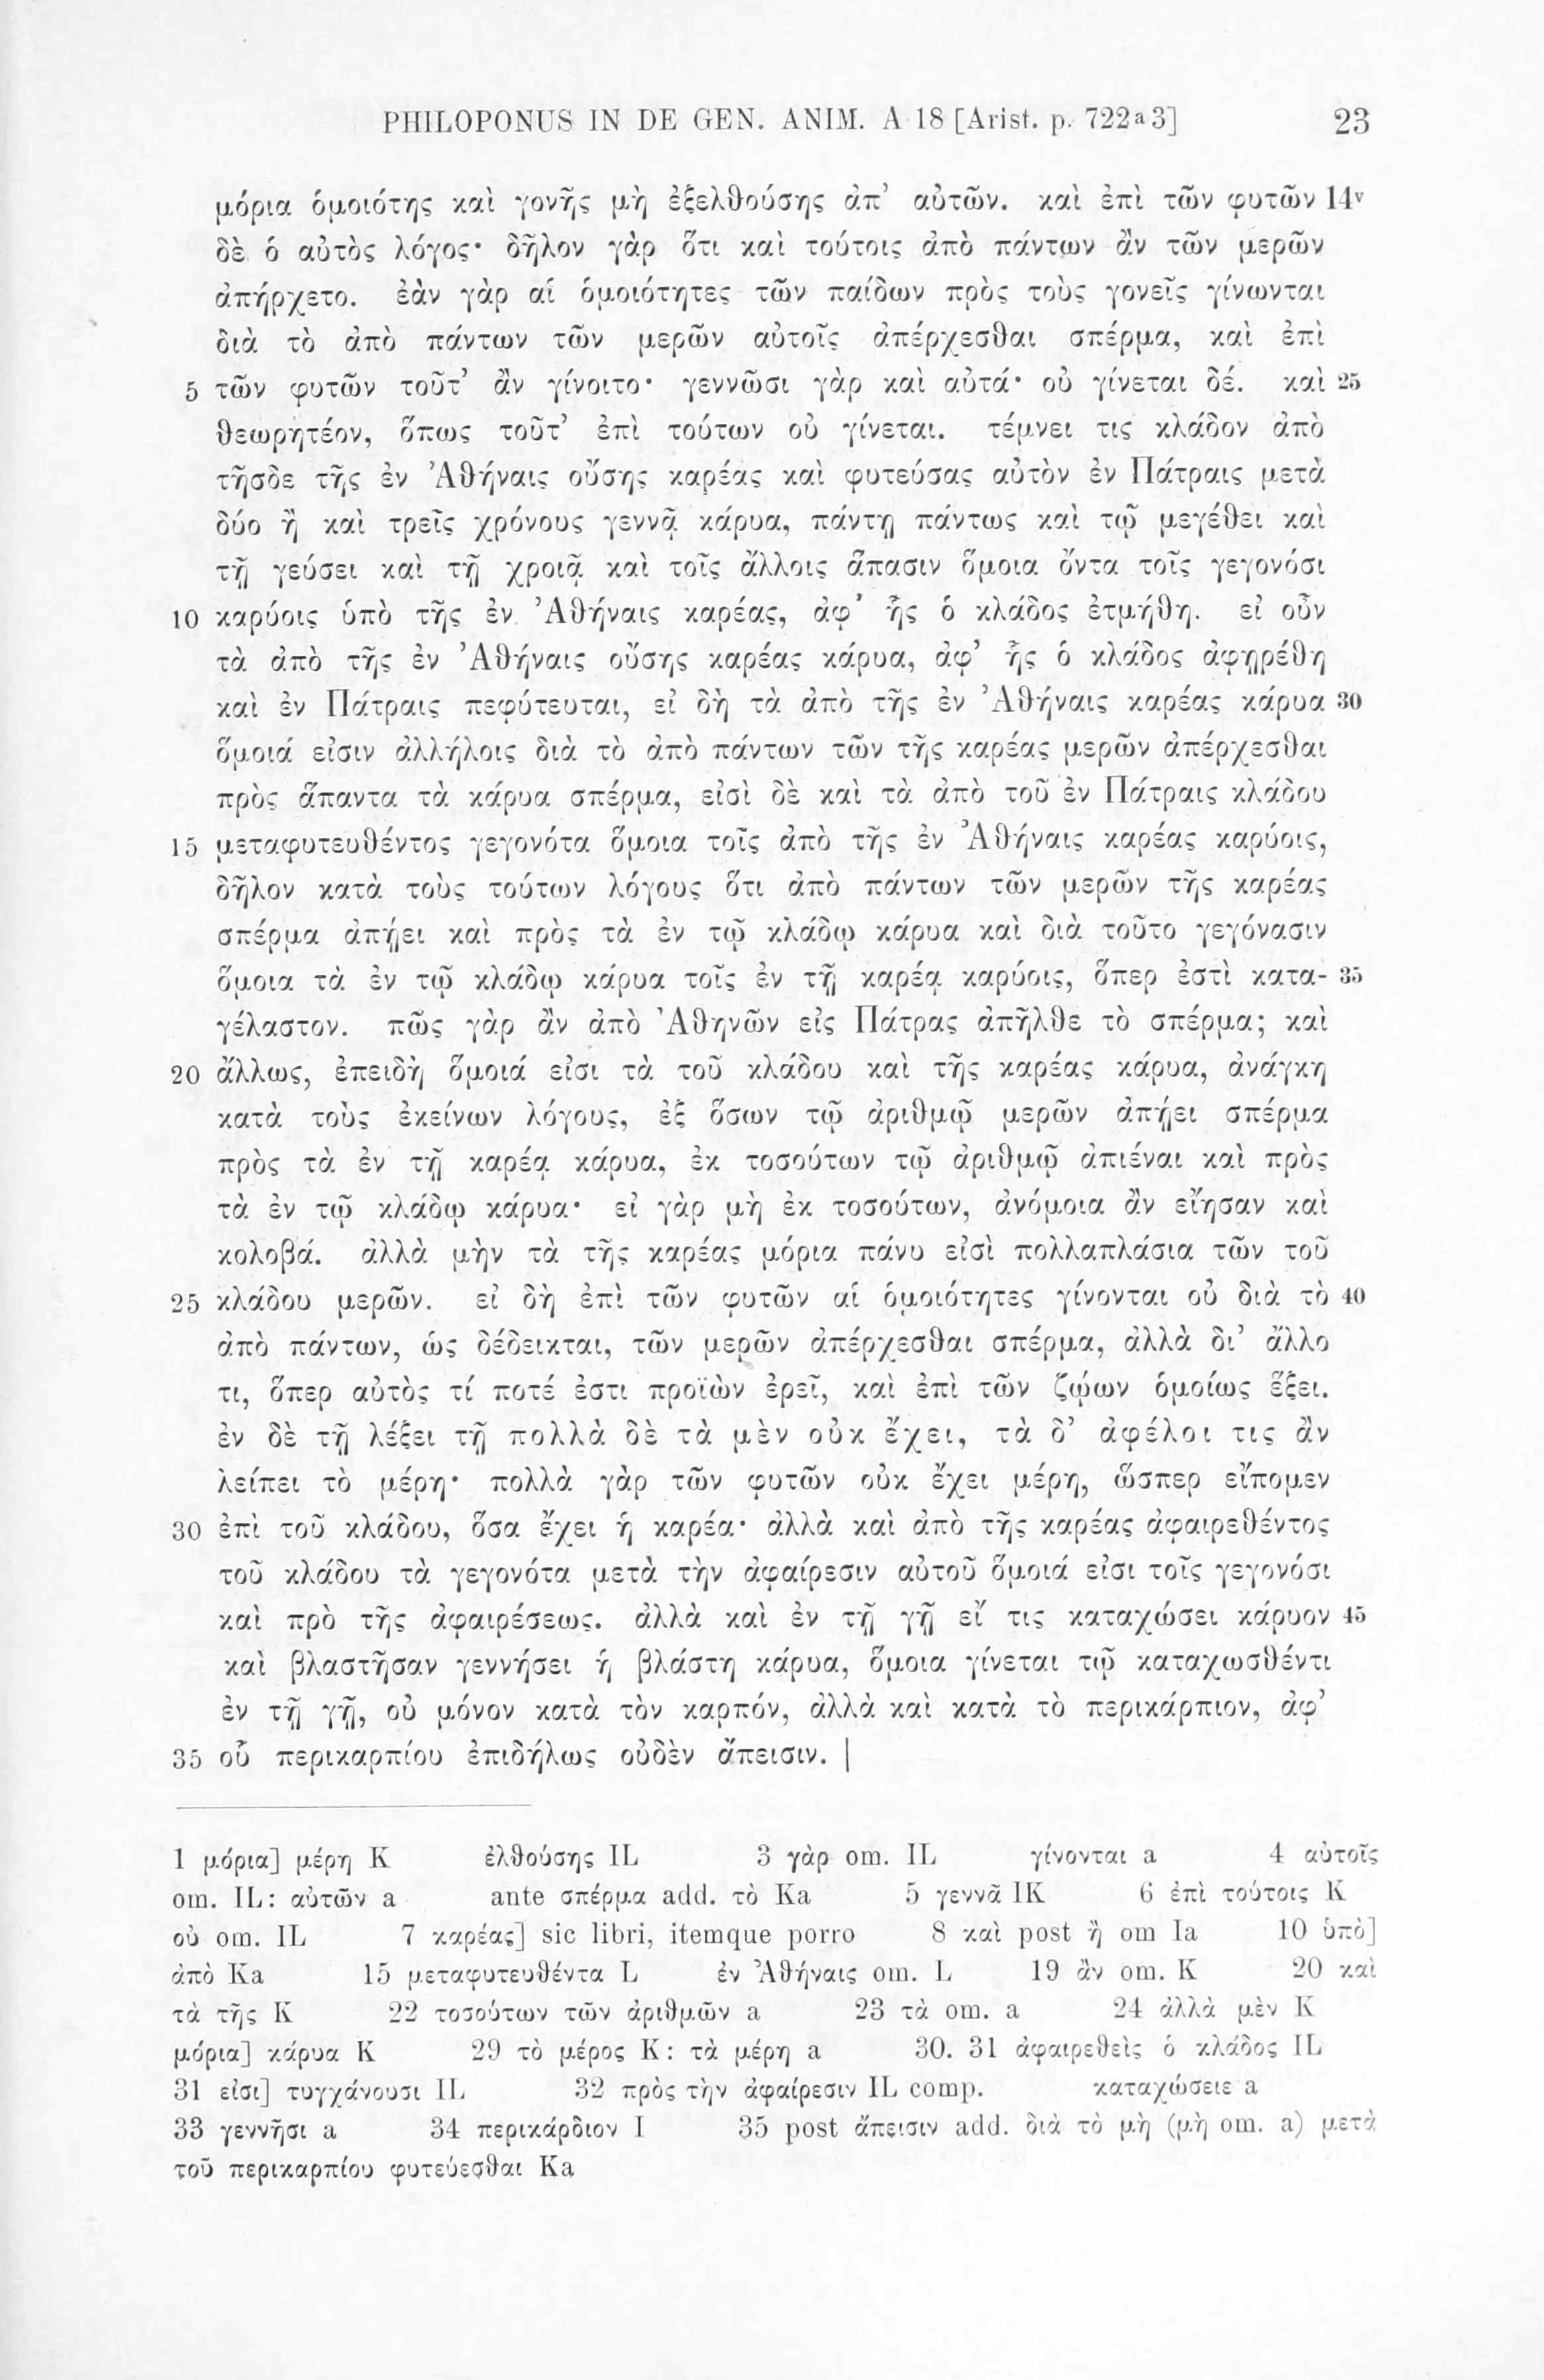 PHILOPONUS IN DE GEN. ANIM. A 18 [Arist. p. 722a3] 23
μόρια ὁμοιότης καὶ γονῆς μὴ ἐξελθούσης ἀπ’ αὐτῶν. καὶ ἐπὶ τῶν φυτῶν 14v
δὲ ὁ αὐτὸς λόγος· δῆλον γὰρ ὅτι καὶ τούτοις ἀπὸ πάντων ἂν τῶν μερῶν
ἀπήρχετο. ἐὰν γὰρ αἱ ὁμοιότητες τῶν παίδων πρὸς τοὺς γονεῖς γίνωνται
διὰ τὸ ἀπὸ πάντων τῶν μερῶν αὐτοῖς ἀπέρχεσθαι σπέρμα, καὶ ἐπὶ
5 τῶν φυτῶν τοῦτ’ ἂν γίνοιτο· γεννῶσι γὰρ καὶ αὐτά· οὐ γίνεται δέ. καὶ 25
θεωρητέον, ὅπως τοῦτ’ ἐπὶ τούτων οὐ γίνεται. τέμνει τις κλάδον ἀπὸ
τῆσδε τῆς ἐν Ἀθήναις οὔσης καρέας καὶ φυτεύσας αὐτὸν ἐν Πάτραις μετὰ
δύο ἢ καὶ τρεῖς χρόνους γεννᾷ κάρυα, πάντῃ πάντως καὶ τῷ μεγέθει καὶ
τῇ γεύσει καὶ τῇ χροιᾷ καὶ τοῖς ἄλλοις ἅπασιν ὅμοια ὄντα τοῖς γεγονόσι
10 καρύοις ὑπὸ τῆς ἐν Ἀθήναις καρέας, ἀφ’ ἧς ὁ κλάδος ἐτμήθη. εἰ οὖν
τὰ ἀπὸ τῆς ἐν Ἀθήναις οὔσης καρέας κάρυα, ἀφ’ ἧς ὁ κλάδος ἀφῃρέθη
καὶ ἐν Πάτραις πεφύτευται, εἰ δὴ τὰ ἀπὸ τῆς ἐν Ἀθήναις καρέας κάρυα 30
ὅμοιά εἰσιν ἀλλήλοις διὰ τὸ ἀπὸ πάντων τῶν τῆς καρέας μερῶν ἀπέρχεσθαι
πρὸς ἅπαντα τὰ κάρυα σπέρμα, εἰσὶ δὲ καὶ τὰ ἀπὸ τοῦ ἐν Πάτραις κλάδου
15 μεταφυτευθέντος γεγονότα ὅμοια τοῖς ἀπὸ τῆς ἐν Ἀθήναις καρέας καρύοις,
δῆλον κατὰ τοὺς τούτων λόγους ὅτι ἀπὸ πάντων τῶν μερῶν τῆς καρέας
σπέρμα ἀπῄει καὶ πρὸς τὰ ἐν τῷ κλάδῳ κάρυα καὶ διὰ τοῦτο γεγόνασιν
ὅμοια τὰ ἐν τῷ κλάδῳ κάρυα τοῖς ἐν τῇ καρέᾳ καρύοις, ὅπερ ἐστὶ κατα- 35
γέλαστον. πῶς γὰρ ἂν ἀπὸ Ἀθηνῶν εἰς Πάτρας ἀπῆλθε τὸ σπέρμα; καὶ
20 ἄλλως, ἐπειδὴ ὅμοιά εἰσι τὰ τοῦ κλάδου καὶ τῆς καρέας κάρυα, ἀνάγκη
κατὰ τοὺς ἐκείνων λόγους, ἐξ ὅσων τῷ ἀριθμῷ μερῶν ἀπῄει σπέρμα
πρὸς τὰ ἐν τῇ καρέᾳ κάρυα, ἐκ τοσούτων τῷ ἀριθμῷ ἀπιέναι καὶ πρὸς
τὰ ἐν τῷ κλάδῳ κάρυα· εἰ γὰρ μὴ ἐκ τοσούτων, ἀνόμοια ἂν εἴησαν καὶ
κολοβά. ἀλλὰ μὴν τὰ τῆς καρέας μόρια πάνυ εἰσὶ πολλαπλάσια τῶν τοῦ
25 κλάδου μερῶν. εἰ δὴ ἐπὶ τῶν φυτῶν αἱ ὁμοιότητες γίνονται οὐ διὰ τὸ 40
ἀπὸ πάντων, ὡς δέδεικται, τῶν μερῶν ἀπέρχεσθαι σπέρμα, ἀλλὰ δι’ ἄλλο
τι, ὅπερ αὐτὸς τί ποτέ ἐστι προϊὼν ἐρεῖ, καὶ ἐπὶ τῶν ζῴων ὁμοίως ἕξει.
ἐν δὲ τῇ λέξει τῇ πολλὰ δὲ τὰ μὲν οὐκ ἔχει, τὰ δ’ ἀφέλοι τις ἂν
λείπει τὸ μέρη· πολλὰ γὰρ τῶν φυτῶν οὐκ ἔχει μέρη, ὥσπερ εἴπομεν
30 ἐπὶ τοῦ κλάδου, ὅσα ἔχει ἡ καρέα· ἀλλὰ καὶ ἀπὸ τῆς καρέας ἀφαιρεθέντος
τοῦ κλάδου τὰ γεγονότα μετὰ τὴν ἀφαίρεσιν αὐτοῦ ὅμοιά εἰσι τοῖς γεγονόσι
καὶ πρὸ τῆς ἀφαιρέσεως. ἀλλὰ καὶ ἐν τῇ γῇ εἴ τις καταχώσει κάρυον 45
καὶ βλαστῆσαν γεννήσει ἡ βλάστη κάρυα, ὅμοια γίνεται τῷ καταχωσθέντι
ἐν τῇ γῇ, οὐ μόνον κατὰ τὸν καρπόν, ἀλλὰ καὶ κατὰ τὸ περικάρπιον, ἀφ’
35 οὗ περικαρπίου ἐπιδήλως οὐδὲν ἄπεισιν. |
1 μόρια] μέρη K ἐλθούσης IL 3 γὰρ om. IL γίνονται a 4 αὐτοῖς
om. IL: αὐτῶν a ante σπέρμα add. τὸ Ka 5 γεννᾶ IK 6 ἐπὶ τούτοις K
οὐ om. IL 7 καρέας] sic libri, itemque porro 8 καὶ post ἢ om Ia 10 ὑπὸ]
ἀπὸ Ka 15 μεταφυτευθέντα L ἐν Ἀθήναις om. L 19 ἂν om. K 20 καὶ
τὰ τῆς K 22 τοσούτων τῶν ἀριθμῶν a 23 τὰ om. a 24 ἀλλὰ μὲν K
μόρια] κάρυα K 29 τὸ μέρος K: τὰ μέρη a 30. 31 ἀφαιρεθεὶς ὁ κλάδος IL
31 εἰσι] τυγχάνουσι IL 32 πρὸς τὴν ἀφαίρεσιν IL comp. καταχώσειε a
33 γεννῆσι a 34 περικάρδιον I 35 post ἄπεισιν add. διὰ τὸ μὴ (μὴ om. a) μετὰ
τοῦ περικαρπίου φυτεύεσθαι Ka